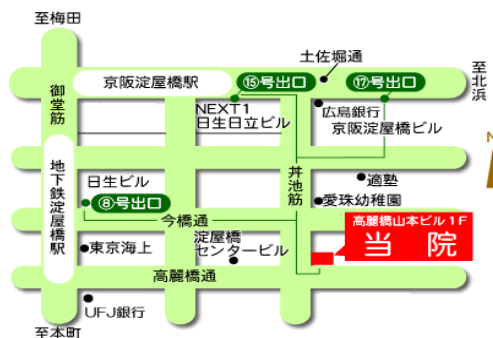 至梅田
土佐堀通
至北浜
御堂筋
京阪淀屋橋駅
⑮号出口
⑰号出口
NEXT1
日生日立ビル
広島銀行
京阪淀屋橋ビル
地下鉄淀屋橋駅
日生ビル
⑧号出口
丼池筋
適塾
愛珠幼稚園
今橋通
高麗橋山本ビル1F
当院
東京海上
淀屋橋
センタービル
高麗橋通
UFJ銀行
至本町
N